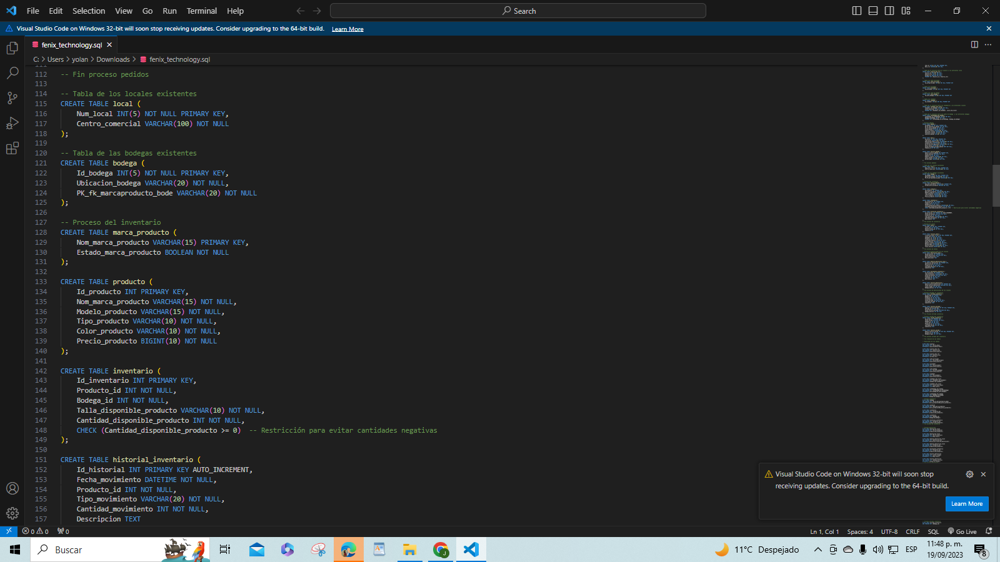 File Edit Selection View Go Run Terminal Help
Search
Visual Studio Code on Windows 32-bit will soon stop receiving updates. Consider upgrading to the 64-bit build. Learn More
fenix_technology.sql
C: > Users > yolan > Downloads > fenix_technology.sql
112 -- Fin proceso pedidos
113
114 -- Tabla de los locales existentes
115 CREATE TABLE local (
116 Num_local INT(5) NOT NULL PRIMARY KEY,
117 Centro_comercial VARCHAR(100) NOT NULL
118 );
119
120 -- Tabla de las bodegas existentes
121 CREATE TABLE bodega (
122 Id_bodega INT(5) NOT NULL PRIMARY KEY,
123 Ubicacion_bodega VARCHAR(20) NOT NULL,
124 PK_fk_marcaproducto_bode VARCHAR(20) NOT NULL
125 );
126
127 -- Proceso del inventario
128 CREATE TABLE marca_producto (
129 Nom_marca_producto VARCHAR(15) PRIMARY KEY,
130 Estado_marca_producto BOOLEAN NOT NULL
131 );
132
133 CREATE TABLE producto (
134 Id_producto INT PRIMARY KEY,
135 Nom_marca_producto VARCHAR(15) NOT NULL,
136 Modelo_producto VARCHAR(15) NOT NULL,
137 Tipo_producto VARCHAR(10) NOT NULL,
138 Color_producto VARCHAR(10) NOT NULL,
139 Precio_producto BIGINT(10) NOT NULL
140 );
141
142 CREATE TABLE inventario (
143 Id_inventario INT PRIMARY KEY,
144 Producto_id INT NOT NULL,
145 Bodega_id INT NOT NULL,
146 Talla_disponible_producto VARCHAR(10) NOT NULL,
147 Cantidad_disponible_producto INT NOT NULL,
148 CHECK (Cantidad_disponible_producto >= 0) -- Restricción para evitar cantidades negativas
149 );
150
151 CREATE TABLE historial_inventario (
152 Id_historial INT PRIMARY KEY AUTO_INCREMENT,
153 Fecha_movimiento DATETIME NOT NULL,
154 Producto_id INT NOT NULL,
155 Tipo_movimiento VARCHAR(20) NOT NULL,
156 Cantidad_movimiento INT NOT NULL,
157 Descripcion TEXT
Visual Studio Code on Windows 32-bit will soon stop
receiving updates. Consider upgrading to the 64-bit build.
Learn More
0 0 0 Ln 1, Col 1 Spaces: 4 UTF-8 CRLF SQL Go Live
Buscar
11°C Despejado
ESP
11:48 p. m.
19/09/2023
8